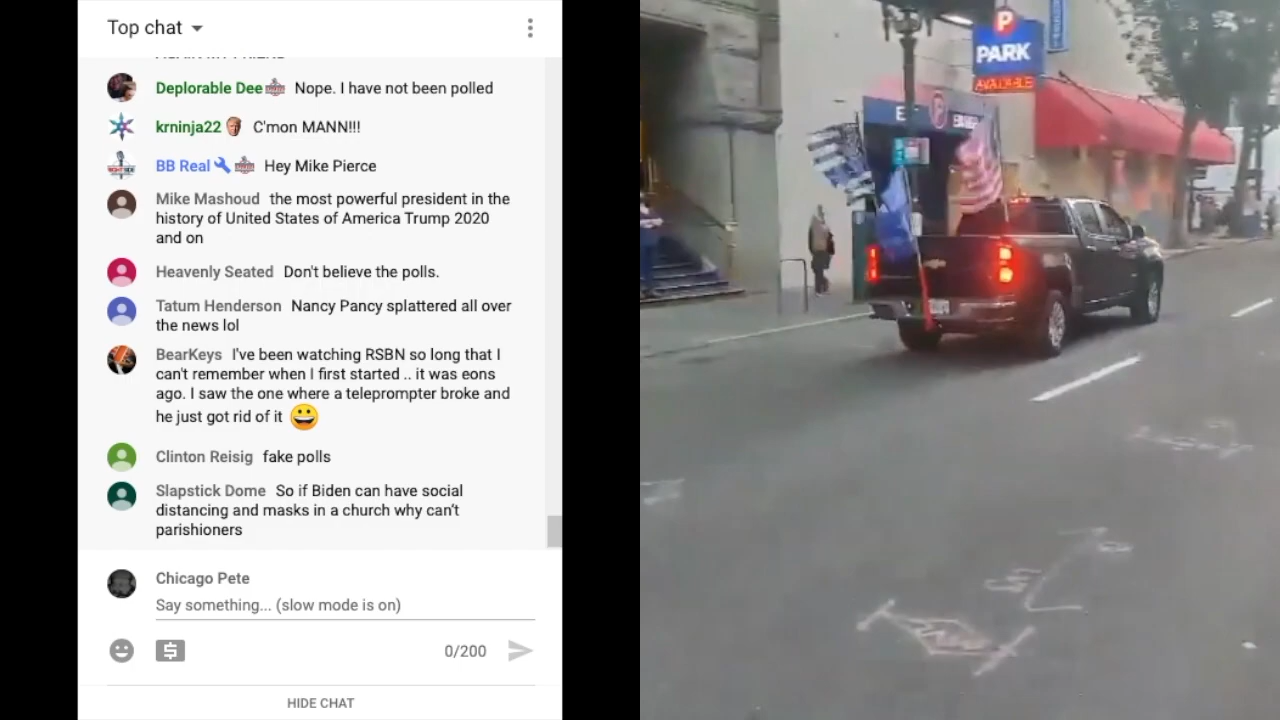 Top chat
Deplorable Dee Nope. I have not been polled
krninja22 C'mon MANN!!!
BB Real Hey Mike Pierce
Mike Mashoud the most powerful president in the
history of United States of America Trump 2020
and on
Heavenly Seated Don't believe the polls.
Tatum Henderson Nancy Pancy splattered all over
the news lol
BearKeys I've been watching RSBN so long that I
can't remember when I first started .. it was eons
ago. I saw the one where a teleprompter broke and
he just got rid of it
Clinton Reisig fake polls
Slapstick Dome So if Biden can have social
distancing and masks in a church why can't
parishioners
Chicago Pete
Say something... (slow mode is on)
0/200
HIDE CHAT
P
PARK
AVAILABLE